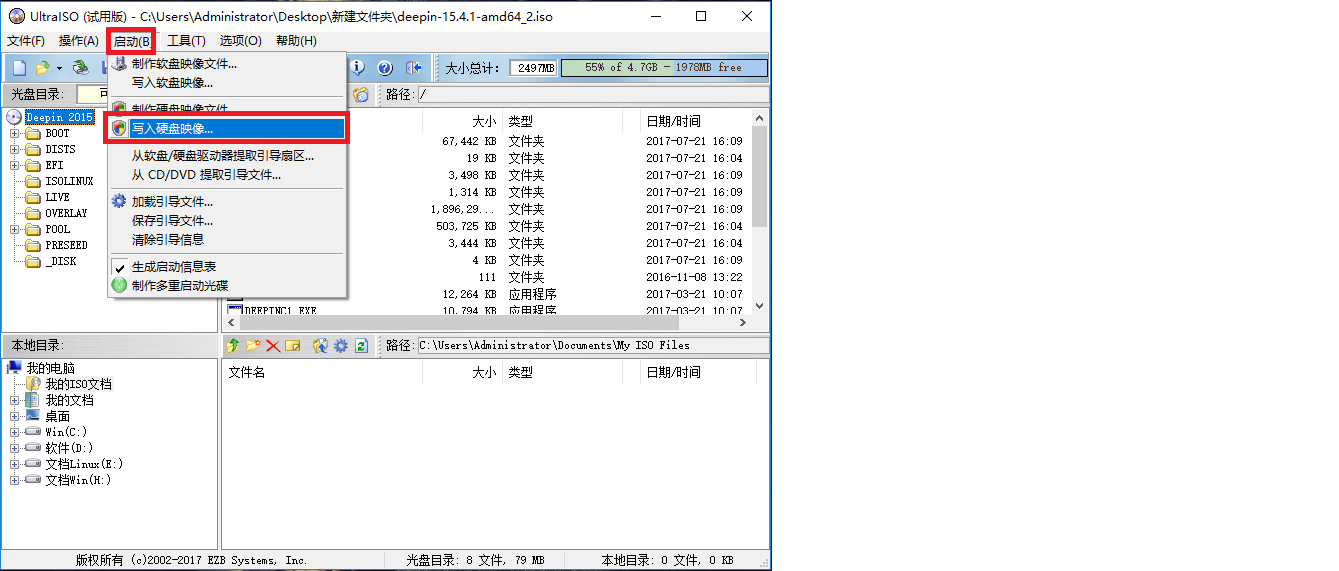 UltraISO (试用版) - C:\Users\Administrator\Desktop\新建文件夹\deepin-15.4.1-amd64_2.iso
文件(F) 操作(A) 启动(B) 工具(T) 选项(O) 帮助(H)
大小总计: 2497MB 55% of 4.7GB - 1978MB free
光盘目录: 可
路径: /
制作软盘映像文件...
写入软盘映像...
制作硬盘映像文件
写入硬盘映像...
从软盘/硬盘驱动器提取引导扇区...
从 CD/DVD 提取引导文件...
加载引导文件...
保存引导文件...
清除引导信息
生成启动信息表
制作多重启动光碟
Deepin 2015
BOOT
DISTS
EFI
ISOLINUX
LIVE
OVERLAY
POOL
PRESEED
_DISK
大小 类型 日期/时间
67,442 KB 文件夹 2017-07-21 16:09
19 KB 文件夹 2017-07-21 16:04
3,498 KB 文件夹 2017-07-21 16:09
1,314 KB 文件夹 2017-07-21 16:09
1,896,29... 文件夹 2017-07-21 16:09
503,725 KB 文件夹 2017-07-21 16:04
3,444 KB 文件夹 2017-07-21 16:04
4 KB 文件夹 2017-07-21 16:09
111 文件夹 2016-11-08 13:22
12,264 KB 应用程序 2017-03-21 10:07
DEEPINC1.EXE 10,794 KB 应用程序 2017-03-21 10:07
本地目录:
路径: C:\Users\Administrator\Documents\My ISO Files
我的电脑
我的ISO文档
我的文档
桌面
Win(C:)
软件(D:)
文档Linux(E:)
文档Win(H:)
文件名 大小 类型 日期/时间
版权所有 (c)2002-2017 EZB Systems, Inc. 光盘目录: 8 文件, 79 MB 本地目录: 0 文件, 0 KB